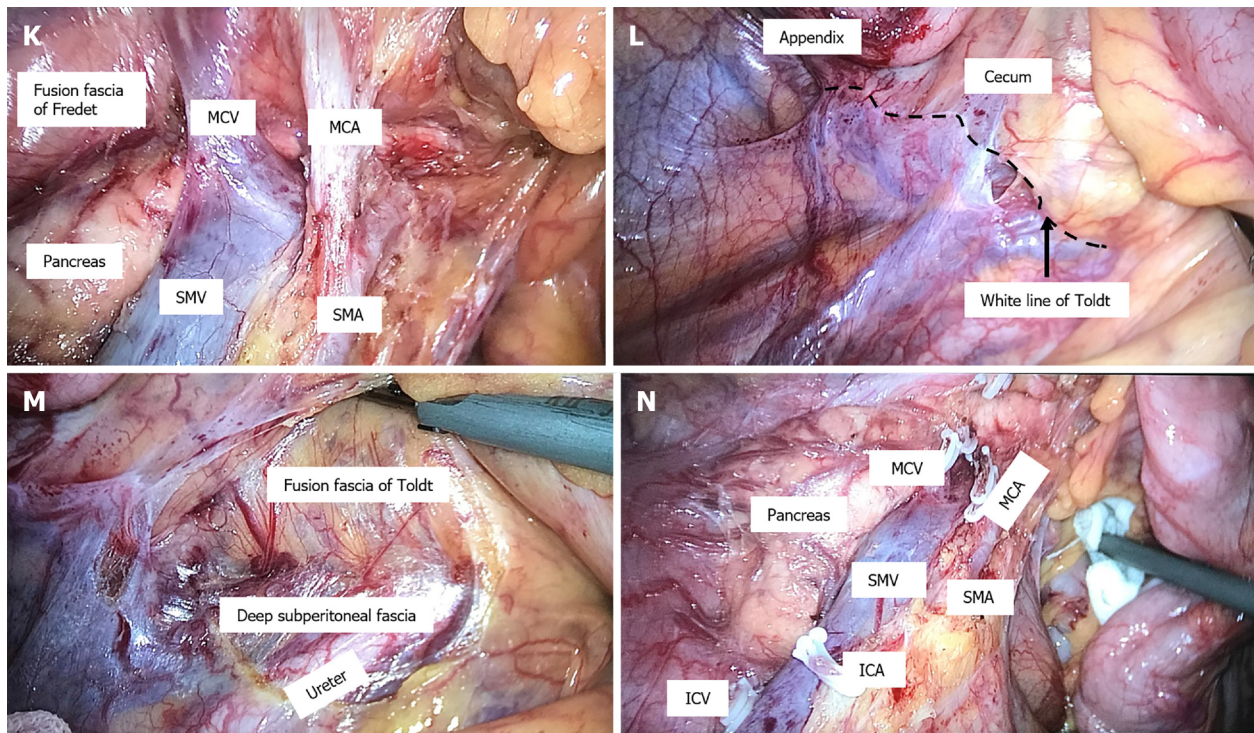 K
Fusion fascia
of Fredet
MCV
MCA
Pancreas
SMV
SMA
L
Appendix
Cecum
White line of Toldt
M
Fusion fascia of Toldt
Deep subperitoneal fascia
Ureter
N
MCV
MCA
Pancreas
SMV
SMA
ICA
ICV